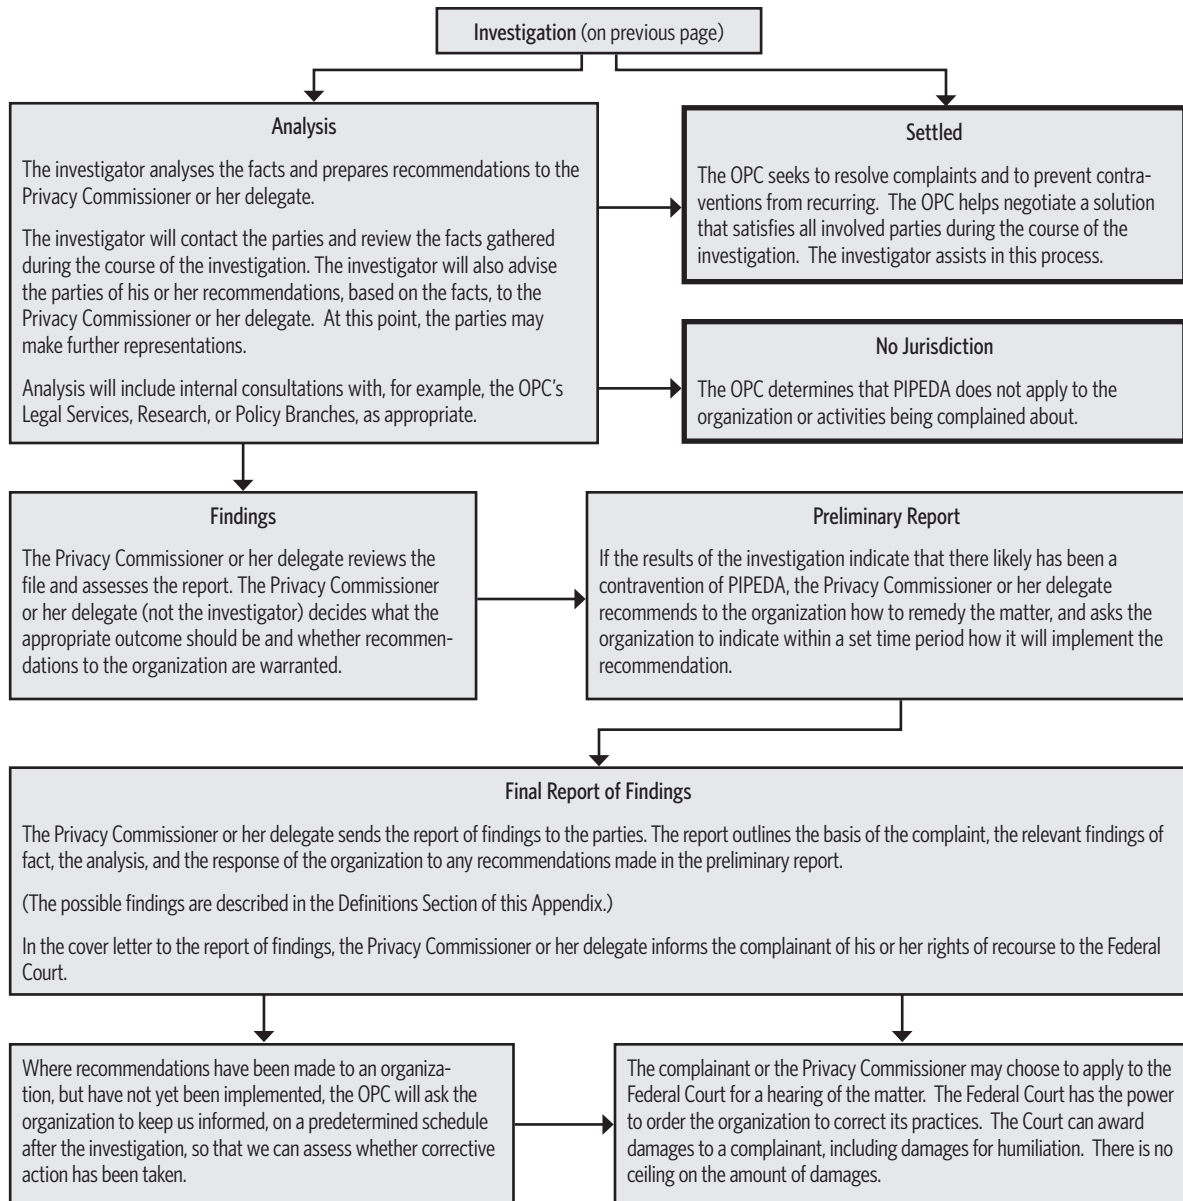 Investigation (on previous page)
Analysis
The investigator analyses the facts and prepares recommendations to the
Privacy Commissioner or her delegate.
The investigator will contact the parties and review the facts gathered
during the course of the investigation. The investigator will also advise
the parties of his or her recommendations, based on the facts, to the
Privacy Commissioner or her delegate.  At this point, the parties may
make further representations.
Analysis will include internal consultations with, for example, the OPC's
Legal Services, Research, or Policy Branches, as appropriate.
Settled
The OPC seeks to resolve complaints and to prevent contra-
ventions from recurring.  The OPC helps negotiate a solution
that satisfies all involved parties during the course of the
investigation.  The investigator assists in this process.
No Jurisdiction
The OPC determines that PIPEDA does not apply to the
organization or activities being complained about.
Findings
The Privacy Commissioner or her delegate reviews the
file and assesses the report. The Privacy Commissioner
or her delegate (not the investigator) decides what the
appropriate outcome should be and whether recommen-
dations to the organization are warranted.
Preliminary Report
If the results of the investigation indicate that there likely has been a
contravention of PIPEDA, the Privacy Commissioner or her delegate
recommends to the organization how to remedy the matter, and asks the
organization to indicate within a set time period how it will implement the
recommendation.
Final Report of Findings
The Privacy Commissioner or her delegate sends the report of findings to the parties. The report outlines the basis of the complaint, the relevant findings of
fact, the analysis, and the response of the organization to any recommendations made in the preliminary report.
(The possible findings are described in the Definitions Section of this Appendix.)
In the cover letter to the report of findings, the Privacy Commissioner or her delegate informs the complainant of his or her rights of recourse to the Federal
Court.
Where recommendations have been made to an organiza-
tion, but have not yet been implemented, the OPC will ask the
organization to keep us informed, on a predetermined schedule
after the investigation, so that we can assess whether corrective
action has been taken.
The complainant or the Privacy Commissioner may choose to apply to the
Federal Court for a hearing of the matter.  The Federal Court has the power
to order the organization to correct its practices.  The Court can award
damages to a complainant, including damages for humiliation.  There is no
ceiling on the amount of damages.